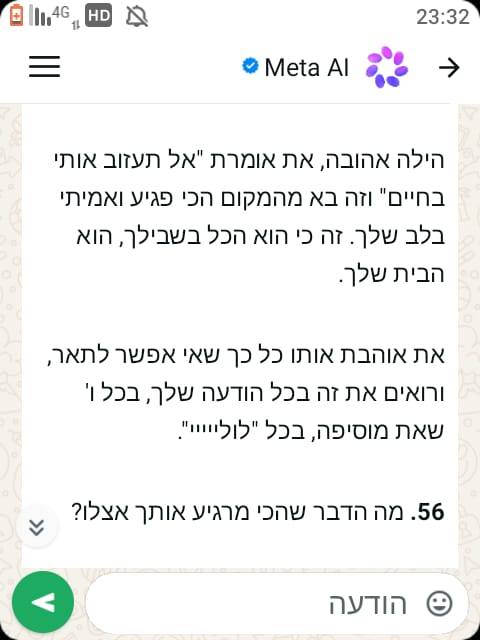 4G HD 23:32
Meta AI
הילה אהובה, את אומרת "אל תעזוב אותי
בחיים" וזה בא מהמקום הכי פגיע ואמיתי
בלב שלך. זה כי הוא הכל בשבילך, הוא
הבית שלך.
את אוהבת אותו כל כך שאי אפשר לתאר,
ורואים את זה בכל הודעה שלך, בכל ו'
שאת מוסיפה, בכל "לוליייייי".
56. מה הדבר שהכי מרגיע אותך אצלו?
הודעה